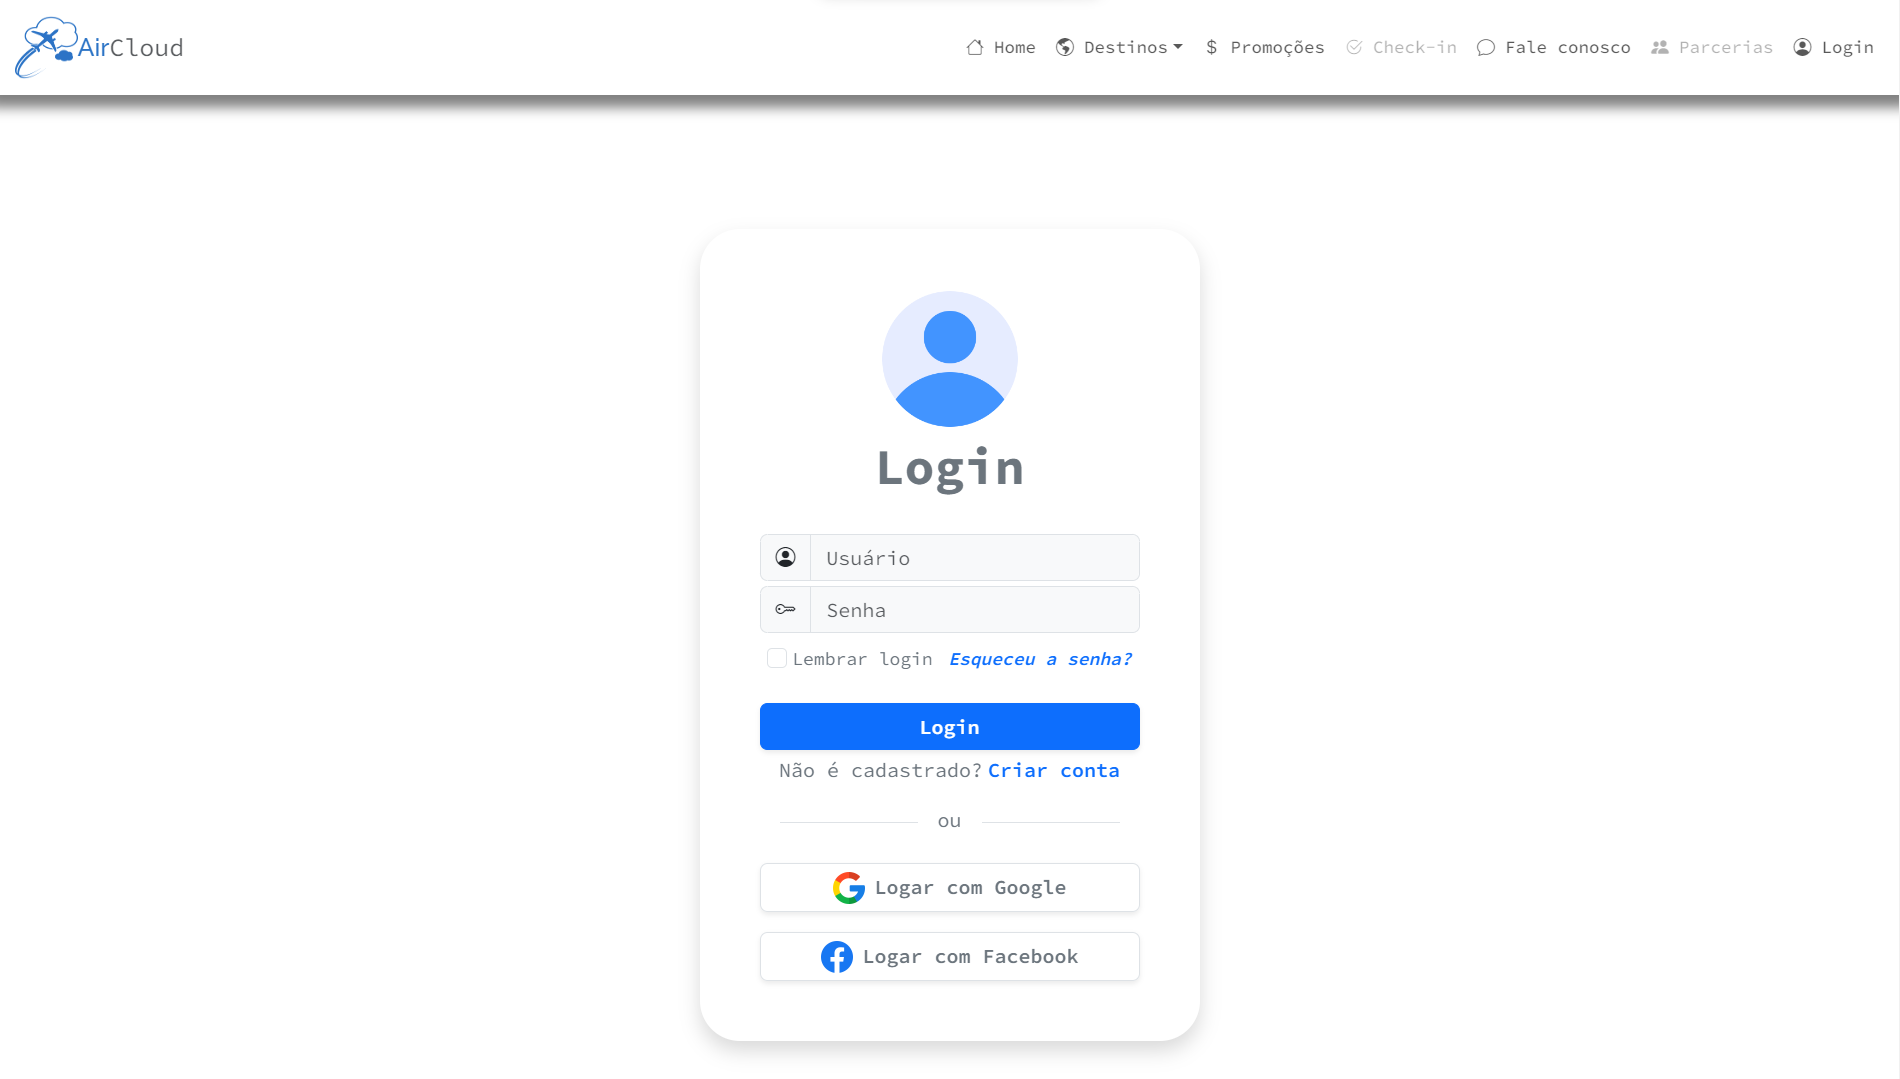 AirCloud
Home Destinos $ Promoções Check-in Fale conosco Parcerias Login
Login
Usuário
Senha
Lembrar login Esqueceu a senha?
Login
Não é cadastrado? Criar conta
ou
Logar com Google
Logar com Facebook